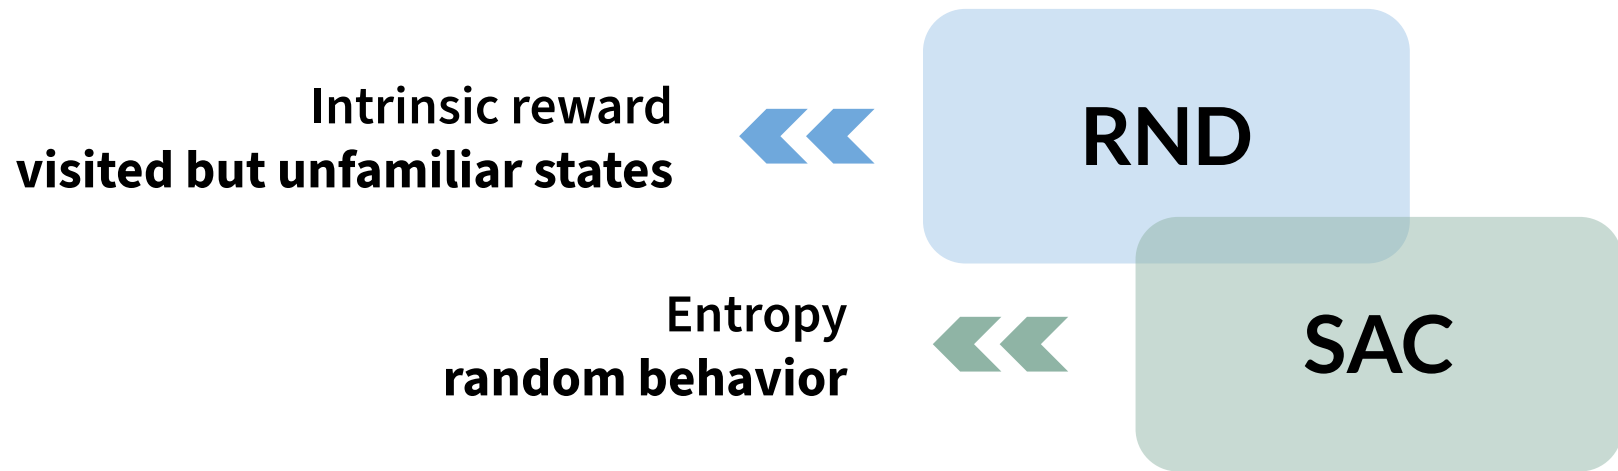 Intrinsic reward
visited but unfamiliar states
RND
Entropy
random behavior
SAC